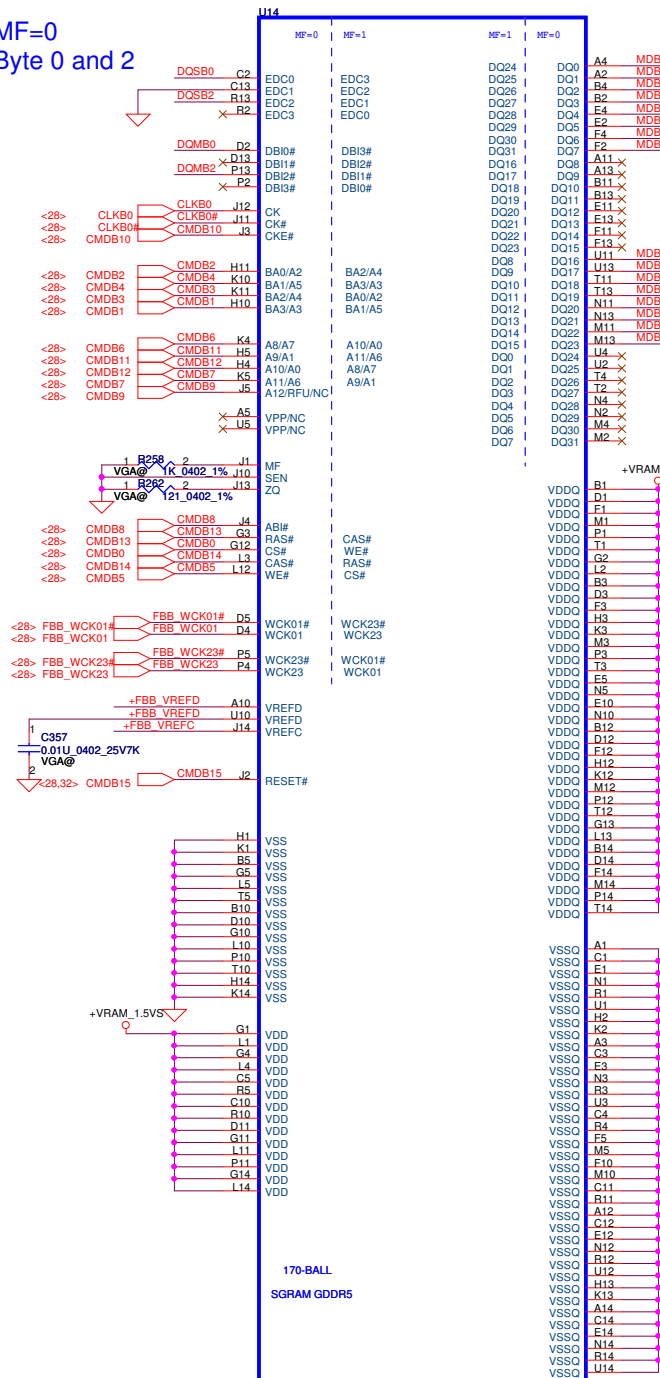 U14
MF=0
Byte 0 and 2
MF=0 MF=1 MF=1 MF=0
DQSB0 C2 EDC0 EDC3
C13 EDC1 EDC2
DQSB2 R13 EDC2 EDC1
R2 EDC3 EDC0
DQMB0 D2 DBI0# DBI3#
D13 DBI1# DBI2#
DQMB2 P13 DBI2# DBI1#
P2 DBI3# DBI0#
<28> CLKB0 CLKB0 J12 CK
<28> CLKB0# CLKB0# J11 CK#
<28> CMDB10 CMDB10 J3 CKE#
<28> CMDB2 CMDB2 H11 BA0/A2 BA2/A4
<28> CMDB4 CMDB4 K10 BA1/A5 BA3/A3
<28> CMDB3 CMDB3 K11 BA2/A4 BA0/A2
<28> CMDB1 CMDB1 H10 BA3/A3 BA1/A5
<28> CMDB6 CMDB6 K4 A8/A7 A10/A0
<28> CMDB11 CMDB11 H5 A9/A1 A11/A6
<28> CMDB12 CMDB12 H4 A10/A0 A8/A7
<28> CMDB7 CMDB7 K5 A11/A6 A9/A1
<28> CMDB9 CMDB9 J5 A12/RFU/NC
A5 VPP/NC
U5 VPP/NC
1 R258 2 J1 MF
VGA@ 1K_0402_1% J10 SEN
1 R262 2 J13 ZQ
VGA@ 121_0402_1%
<28> CMDB8 CMDB8 J4 ABI#
<28> CMDB13 CMDB13 G3 RAS# CAS#
<28> CMDB0 CMDB0 G12 CS# WE#
<28> CMDB14 CMDB14 L3 CAS# RAS#
<28> CMDB5 CMDB5 L12 WE# CS#
<28> FBB_WCK01# FBB_WCK01# D5 WCK01# WCK23#
<28> FBB_WCK01 FBB_WCK01 D4 WCK01 WCK23
<28> FBB_WCK23# FBB_WCK23# P5 WCK23# WCK01#
<28> FBB_WCK23 FBB_WCK23 P4 WCK23 WCK01
+FBB_VREFD A10 VREFD
+FBB_VREFD U10 VREFD
+FBB_VREFC J14 VREFC
1
C357
0.01U_0402_25V7K
VGA@
2
<28,32> CMDB15 CMDB15 J2 RESET#
H1 VSS
K1 VSS
B5 VSS
G5 VSS
L5 VSS
T5 VSS
B10 VSS
D10 VSS
G10 VSS
L10 VSS
P10 VSS
T10 VSS
H14 VSS
K14 VSS
+VRAM_1.5VS
G1 VDD
L1 VDD
G4 VDD
L4 VDD
C5 VDD
R5 VDD
C10 VDD
R10 VDD
D11 VDD
G11 VDD
L11 VDD
P11 VDD
G14 VDD
L14 VDD
170-BALL
SGRAM GDDR5
DQ24 DQ0 A4 MDB
DQ25 DQ1 A2 MDB
DQ26 DQ2 B4 MDB
DQ27 DQ3 B2 MDB
DQ28 DQ4 E4 MDB
DQ29 DQ5 E2 MDB
DQ30 DQ6 F4 MDB
DQ31 DQ7 F2 MDB
DQ16 DQ8 A11
DQ17 DQ9 A13
DQ18 DQ10 B11
DQ19 DQ11 B13
DQ20 DQ12 E11
DQ21 DQ13 E13
DQ22 DQ14 F11
DQ23 DQ15 F13
DQ8 DQ16 U11 MDB
DQ9 DQ17 U13 MDB
DQ10 DQ18 T11 MDB
DQ11 DQ19 T13 MDB
DQ12 DQ20 N11 MDB
DQ13 DQ21 N13 MDB
DQ14 DQ22 M11 MDB
DQ15 DQ23 M13 MDB
DQ0 DQ24 U4
DQ1 DQ25 U2
DQ2 DQ26 T4
DQ3 DQ27 T2
DQ4 DQ28 N4
DQ5 DQ29 N2
DQ6 DQ30 M4
DQ7 DQ31 M2
+VRAM
VDDQ B1
VDDQ D1
VDDQ F1
VDDQ M1
VDDQ P1
VDDQ T1
VDDQ G2
VDDQ L2
VDDQ B3
VDDQ D3
VDDQ F3
VDDQ H3
VDDQ K3
VDDQ M3
VDDQ P3
VDDQ T3
VDDQ E5
VDDQ N5
VDDQ E10
VDDQ N10
VDDQ B12
VDDQ D12
VDDQ F12
VDDQ H12
VDDQ K12
VDDQ M12
VDDQ P12
VDDQ T12
VDDQ G13
VDDQ L13
VDDQ B14
VDDQ D14
VDDQ F14
VDDQ M14
VDDQ P14
VDDQ T14
VSSQ A1
VSSQ C1
VSSQ E1
VSSQ N1
VSSQ R1
VSSQ U1
VSSQ H2
VSSQ K2
VSSQ A3
VSSQ C3
VSSQ E3
VSSQ N3
VSSQ R3
VSSQ U3
VSSQ C4
VSSQ R4
VSSQ F5
VSSQ M5
VSSQ F10
VSSQ M10
VSSQ C11
VSSQ R11
VSSQ A12
VSSQ C12
VSSQ E12
VSSQ N12
VSSQ R12
VSSQ U12
VSSQ H13
VSSQ K13
VSSQ A14
VSSQ C14
VSSQ E14
VSSQ N14
VSSQ R14
VSSQ U14